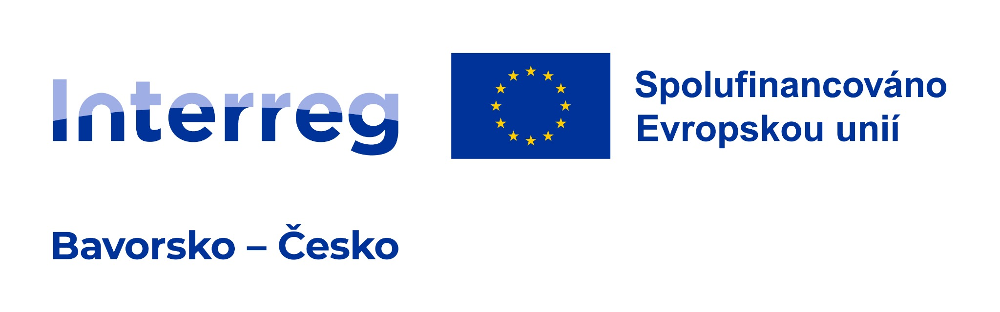 Interreg
Spolufinancováno
Evropskou unií
Bavorsko – Česko